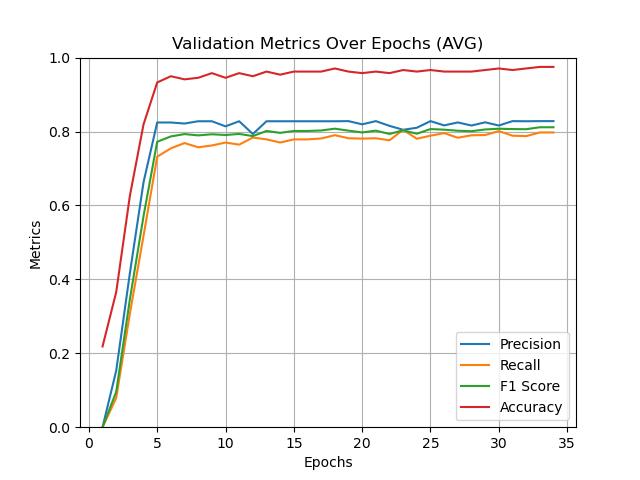 Validation Metrics Over Epochs (AVG)
1.0
0.8
0.6
0.4
0.2
0.0
Metrics
0 5 10 15 20 25 30 35
Epochs
Precision
Recall
F1 Score
Accuracy